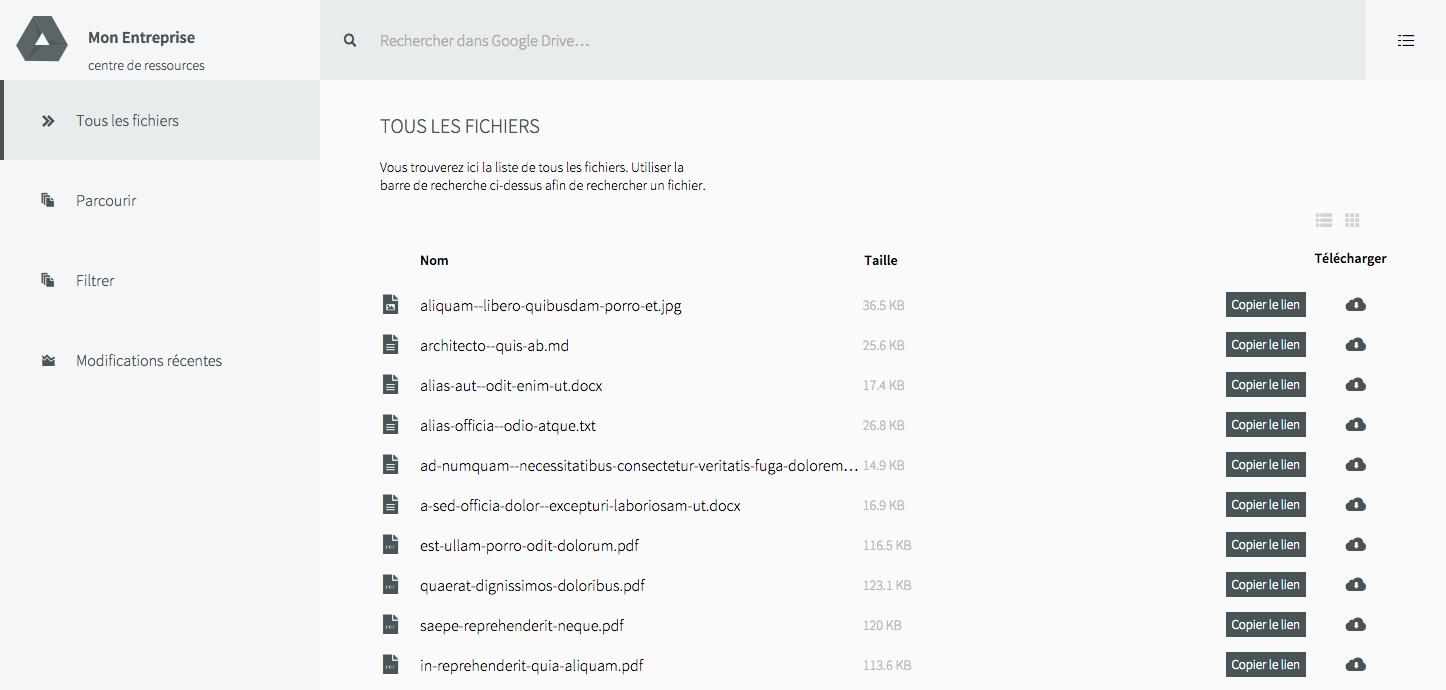 Mon Entreprise
centre de ressources
Rechercher dans Google Drive…
Tous les fichiers
Parcourir
Filtrer
Modifications récentes
TOUS LES FICHIERS
Vous trouverez ici la liste de tous les fichiers. Utiliser la
barre de recherche ci-dessus afin de rechercher un fichier.
Nom Taille Télécharger
aliquam--libero-quibusdam-porro-et.jpg 36.5 KB Copier le lien
architecto--quis-ab.md 25.6 KB Copier le lien
alias-aut--odit-enim-ut.docx 17.4 KB Copier le lien
alias-officia--odio-atque.txt 26.8 KB Copier le lien
ad-numquam--necessitatibus-consectetur-veritatis-fuga-dolorem… 14.9 KB Copier le lien
a-sed-officia-dolor--excepturi-laboriosam-ut.docx 16.9 KB Copier le lien
est-ullam-porro-odit-dolorum.pdf 116.5 KB Copier le lien
quaerat-dignissimos-doloribus.pdf 123.1 KB Copier le lien
saepe-reprehenderit-neque.pdf 120 KB Copier le lien
in-reprehenderit-quia-aliquam.pdf 113.6 KB Copier le lien